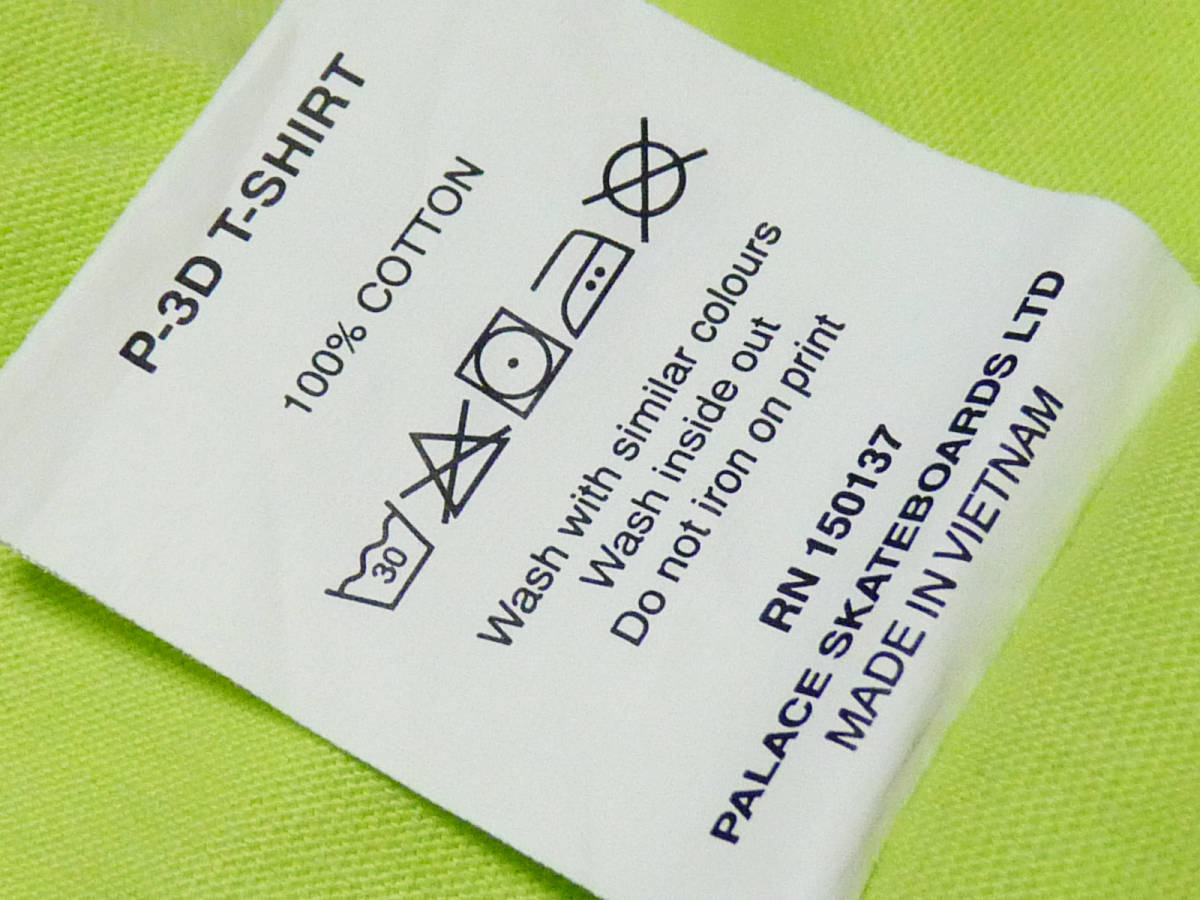 P-3D T-SHIRT
100% COTTON
30
Wash with similar colours
Wash inside out
Do not iron on print
RN 150137
PALACE SKATEBOARDS LTD
MADE IN VIETNAM